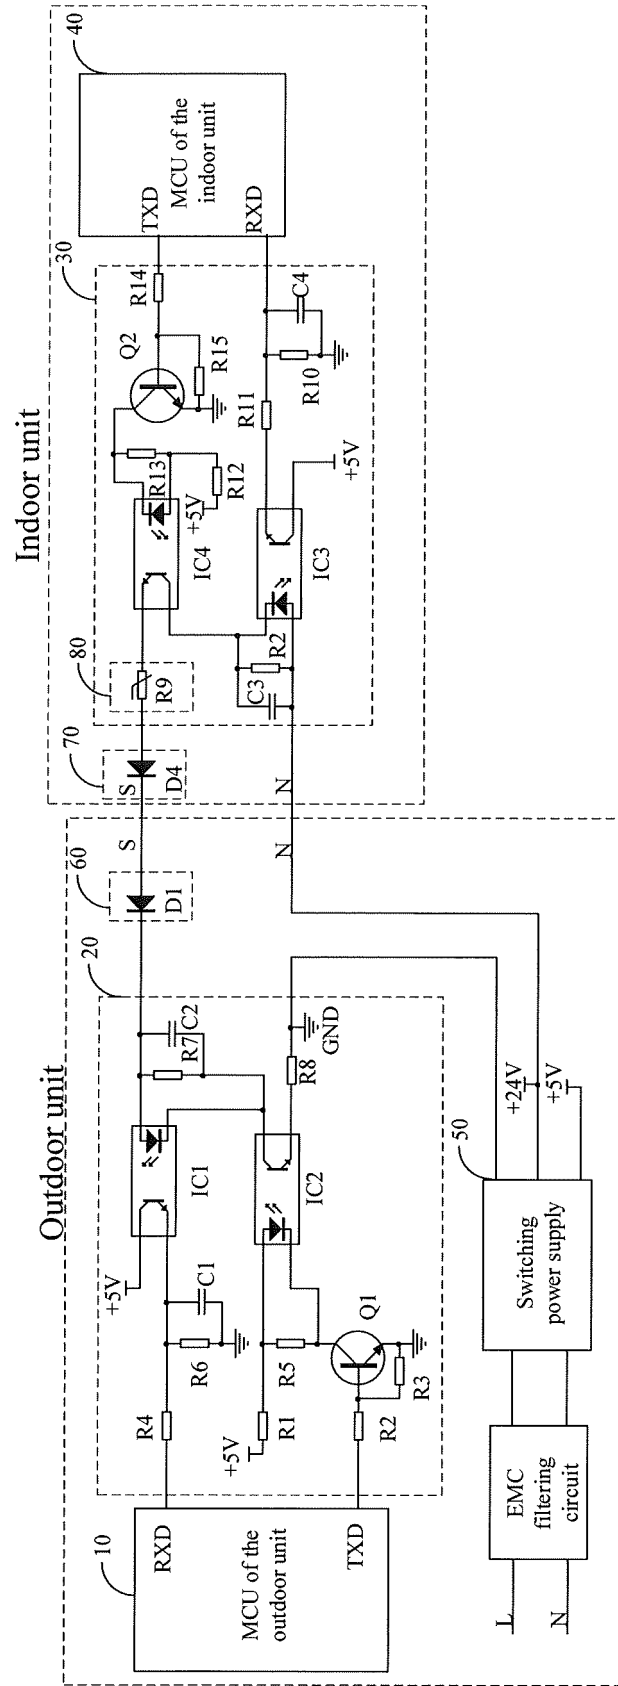 Outdoor unit
Indoor unit
10
MCU of the
outdoor unit
RXD
TXD
R4
+5V
R1
R2
R6
C1
R5
Q1
R3
+5V
IC1
IC2
R7
C2
R8
GND
20
60
D1
S
S
N
N
70
D4
80
R9
C3
R2
IC4
IC3
R13
+5V
R12
+5V
Q2
R15
R14
R11
R10
C4
30
40
TXD
RXD
MCU of the
indoor unit
L
N
EMC
filtering
circuit
Switching
power supply
50
+24V
+5V